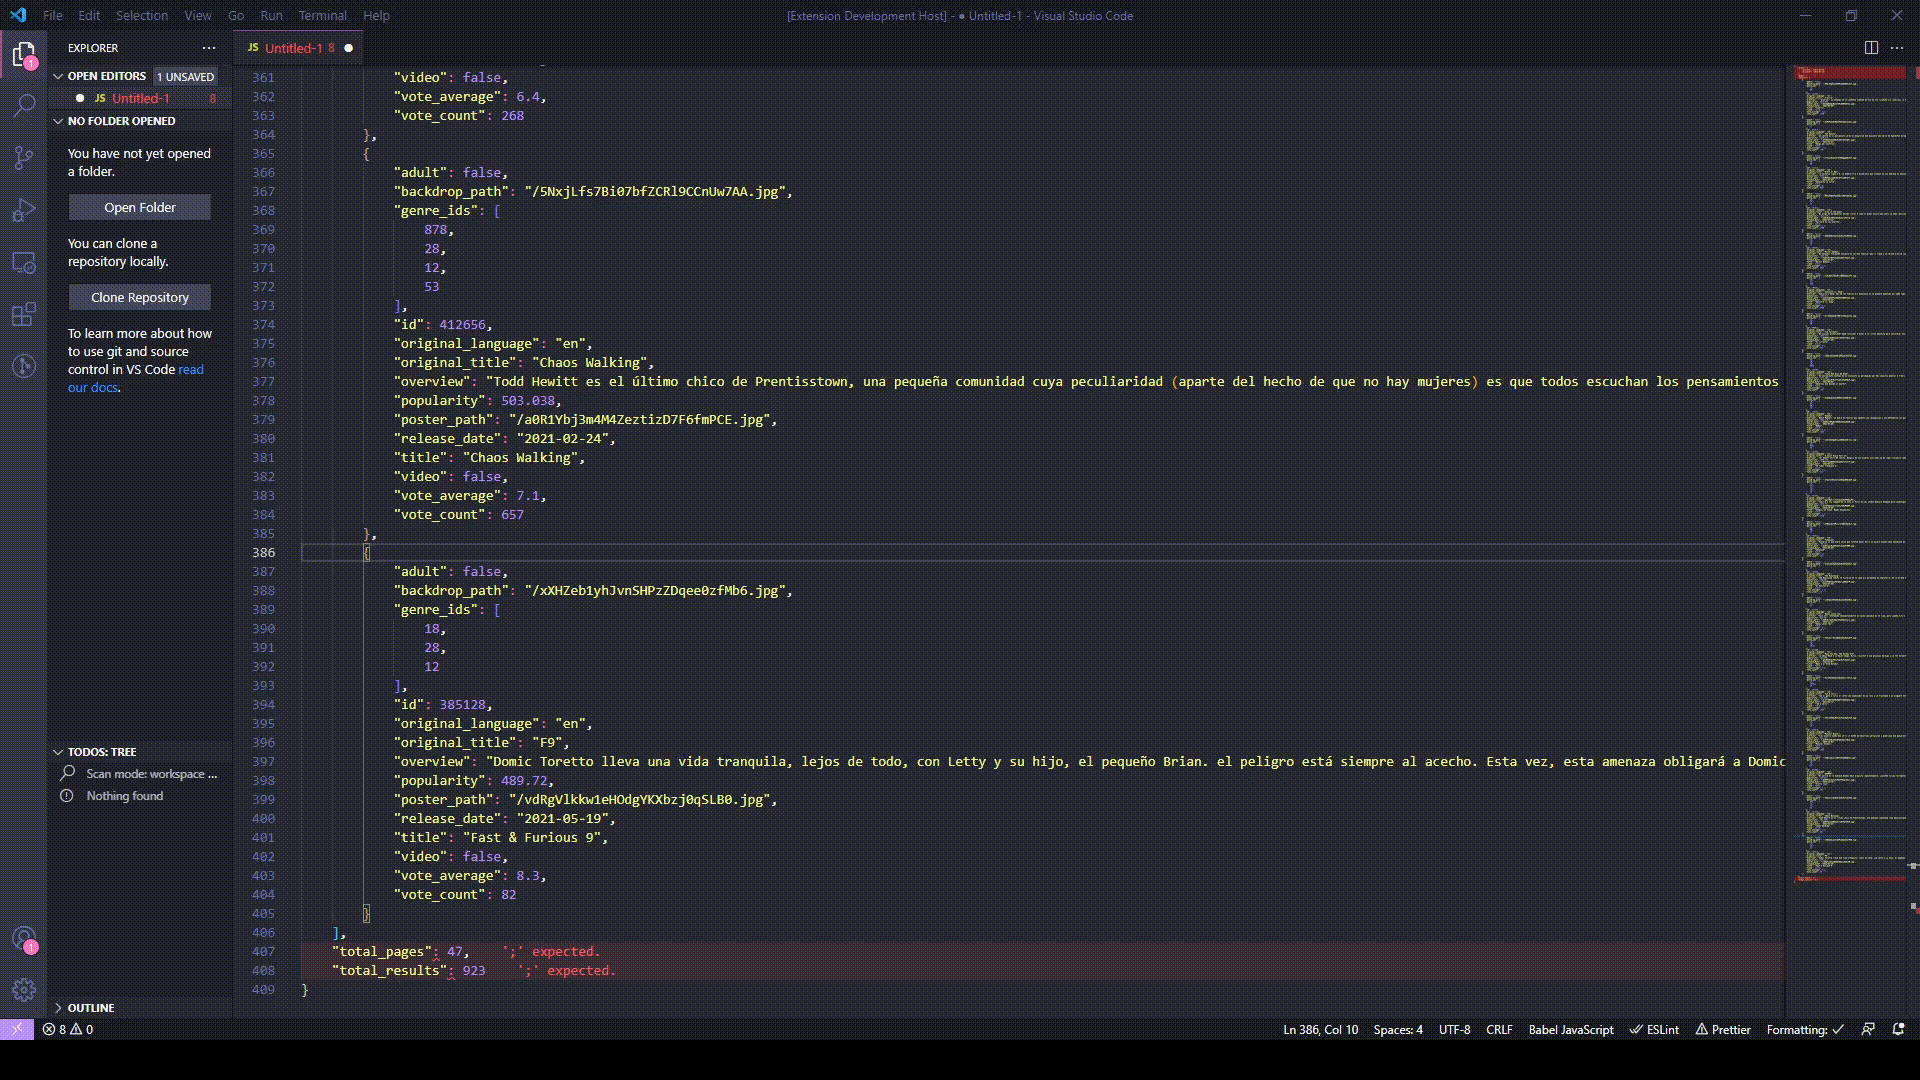 File Edit Selection View Go Run Terminal Help
[Extension Development Host] - ● Untitled-1 - Visual Studio Code
EXPLORER
JS Untitled-1 8
OPEN EDITORS 1 UNSAVED
JS Untitled-1 8
NO FOLDER OPENED
You have not yet opened
a folder.
Open Folder
You can clone a
repository locally.
Clone Repository
To learn more about how
to use git and source
control in VS Code read
our docs.
TODOS: TREE
Scan mode: workspace ...
Nothing found
OUTLINE
1
1
361 "video": false,
362 "vote_average": 6.4,
363 "vote_count": 268
364 },
365 {
366 "adult": false,
367 "backdrop_path": "/5NxjLfs7Bi07bfZCRl9CCnUw7AA.jpg",
368 "genre_ids": [
369 878,
370 28,
371 12,
372 53
373 ],
374 "id": 412656,
375 "original_language": "en",
376 "original_title": "Chaos Walking",
377 "overview": "Todd Hewitt es el último chico de Prentisstown, una pequeña comunidad cuya peculiaridad (aparte del hecho de que no hay mujeres) es que todos escuchan los pensamientos
378 "popularity": 503.038,
379 "poster_path": "/a0R1Ybj3m4M4ZeztizD7F6fmPCE.jpg",
380 "release_date": "2021-02-24",
381 "title": "Chaos Walking",
382 "video": false,
383 "vote_average": 7.1,
384 "vote_count": 657
385 },
386 {
387 "adult": false,
388 "backdrop_path": "/xXHZeb1yhJvnSHPzZDqee0zfMb6.jpg",
389 "genre_ids": [
390 18,
391 28,
392 12
393 ],
394 "id": 385128,
395 "original_language": "en",
396 "original_title": "F9",
397 "overview": "Domic Toretto lleva una vida tranquila, lejos de todo, con Letty y su hijo, el pequeño Brian. el peligro está siempre al acecho. Esta vez, esta amenaza obligará a Domic
398 "popularity": 489.72,
399 "poster_path": "/vdRgVlkkw1eHOdgYKXbzj0qSLB0.jpg",
400 "release_date": "2021-05-19",
401 "title": "Fast & Furious 9",
402 "video": false,
403 "vote_average": 8.3,
404 "vote_count": 82
405 }
406 ],
407 "total_pages": 47, ';' expected.
408 "total_results": 923 ';' expected.
409 }
8 0
Ln 386, Col 10 Spaces: 4 UTF-8 CRLF Babel JavaScript ESLint Prettier Formatting: ✓